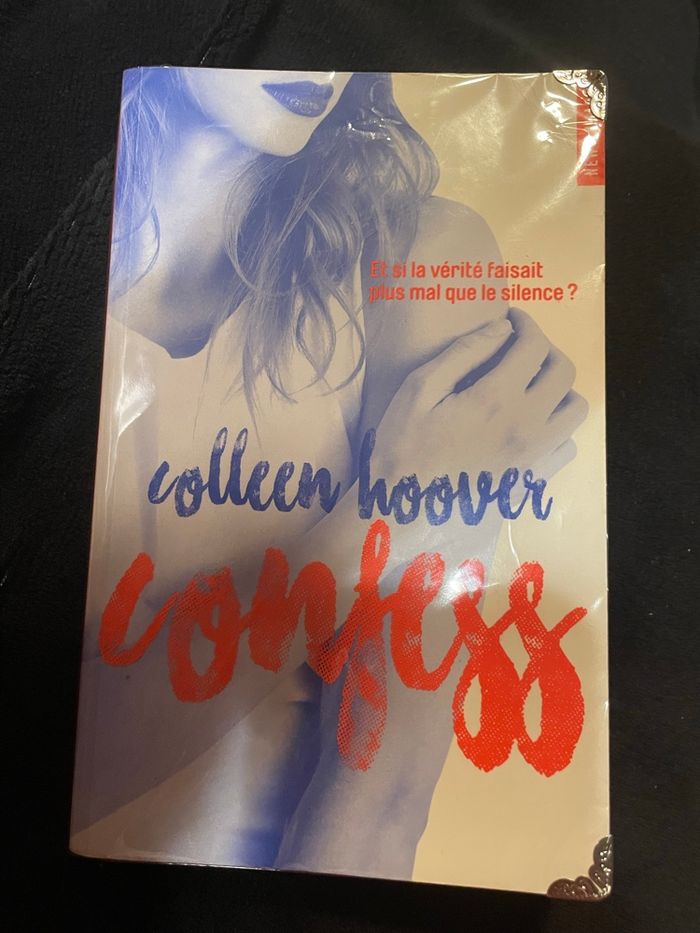 Et si la vérité faisait
plus mal que le silence ?
colleen hoover
confess